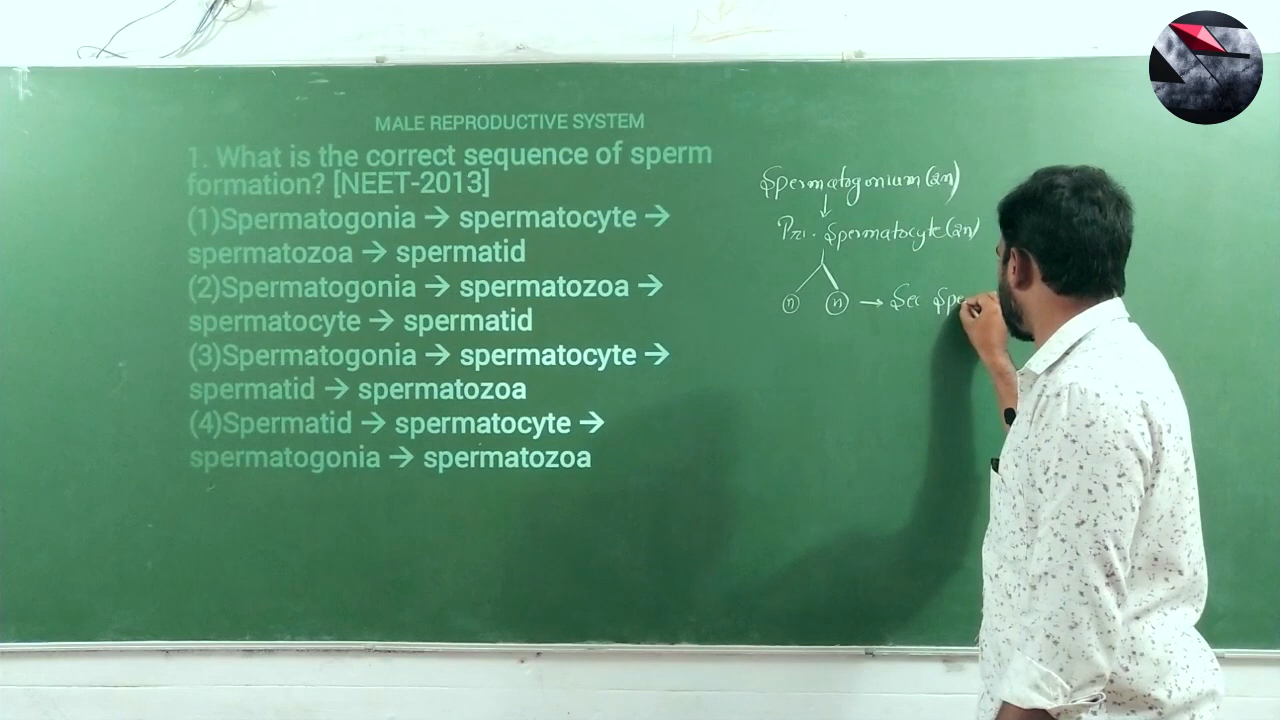 MALE REPRODUCTIVE SYSTEM
1. What is the correct sequence of sperm
formation? [NEET-2013]
(1)Spermatogonia → spermatocyte →
spermatozoa → spermatid
(2)Spermatogonia → spermatozoa →
spermatocyte → spermatid
(3)Spermatogonia → spermatocyte →
spermatid → spermatozoa
(4)Spermatid → spermatocyte →
spermatogonia → spermatozoa
Spermatogonium (2n)
↓
Pri. Spermatocyte (2n)
n n → Sec Spe